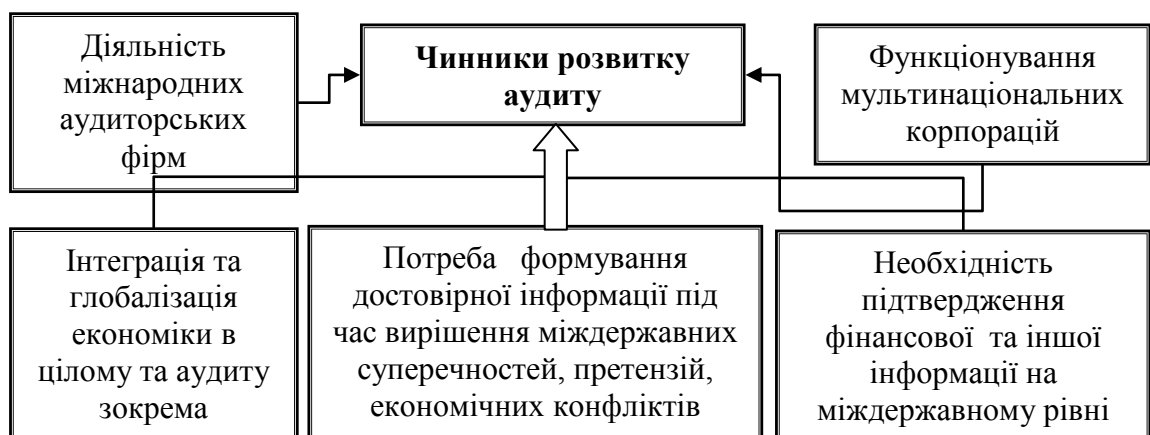 Діяльність
міжнародних
аудиторських
фірм
Чинники розвитку
аудиту
Функціонування
мультинаціональних
корпорацій
Інтеграція та
глобалізація
економіки в
цілому та аудиту
зокрема
Потреба формування
достовірної інформації під
час вирішення міждержавних
суперечностей, претензій,
економічних конфліктів
Необхідність
підтвердження
фінансової та іншої
інформації на
міждержавному рівні